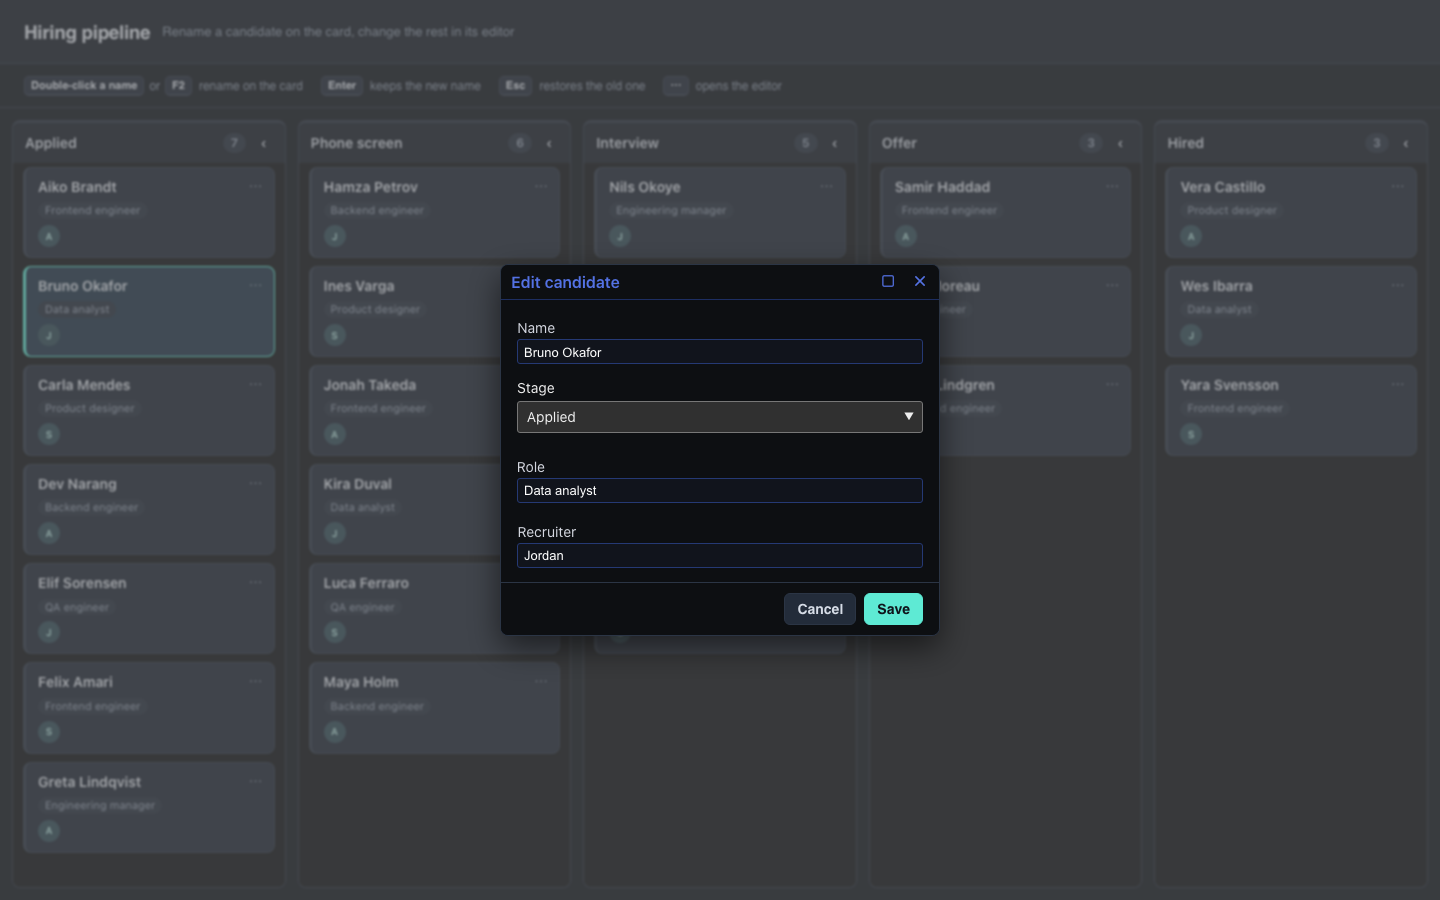 Hiring pipeline Rename a candidate on the card, change the rest in its editor
Double-click a name or F2 rename on the card Enter keeps the new name Esc restores the old one ··· opens the editor
Applied 7 ‹
Aiko Brandt ···
Frontend engineer
A
Bruno Okafor ···
Data analyst
J
Carla Mendes ···
Product designer
S
Dev Narang ···
Backend engineer
A
Elif Sorensen ···
QA engineer
J
Felix Amari ···
Frontend engineer
S
Greta Lindqvist ···
Engineering manager
A
Phone screen 6 ‹
Hamza Petrov ···
Backend engineer
J
Ines Varga
Product designer
S
Jonah Takeda
Frontend engineer
A
Kira Duval
Data analyst
J
Luca Ferraro
QA engineer
S
Maya Holm ···
Backend engineer
A
Interview 5 ‹
Nils Okoye ···
Engineering manager
J
Offer 3 ‹
Samir Haddad ···
Frontend engineer
A
oreau ···
neer
Lindgren ···
d engineer
Hired 3 ‹
Vera Castillo ···
Product designer
A
Wes Ibarra ···
Data analyst
J
Yara Svensson ···
Frontend engineer
S
Edit candidate
Name
Bruno Okafor
Stage
Applied
Role
Data analyst
Recruiter
Jordan
Cancel Save